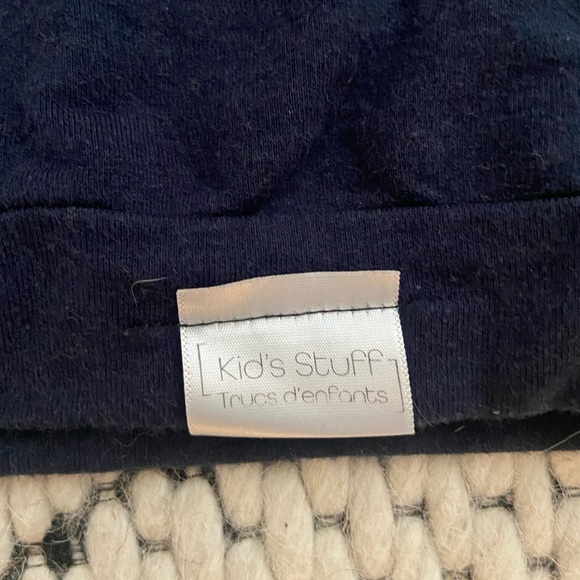 [Kid's Stuff
Trucs d'enfants]